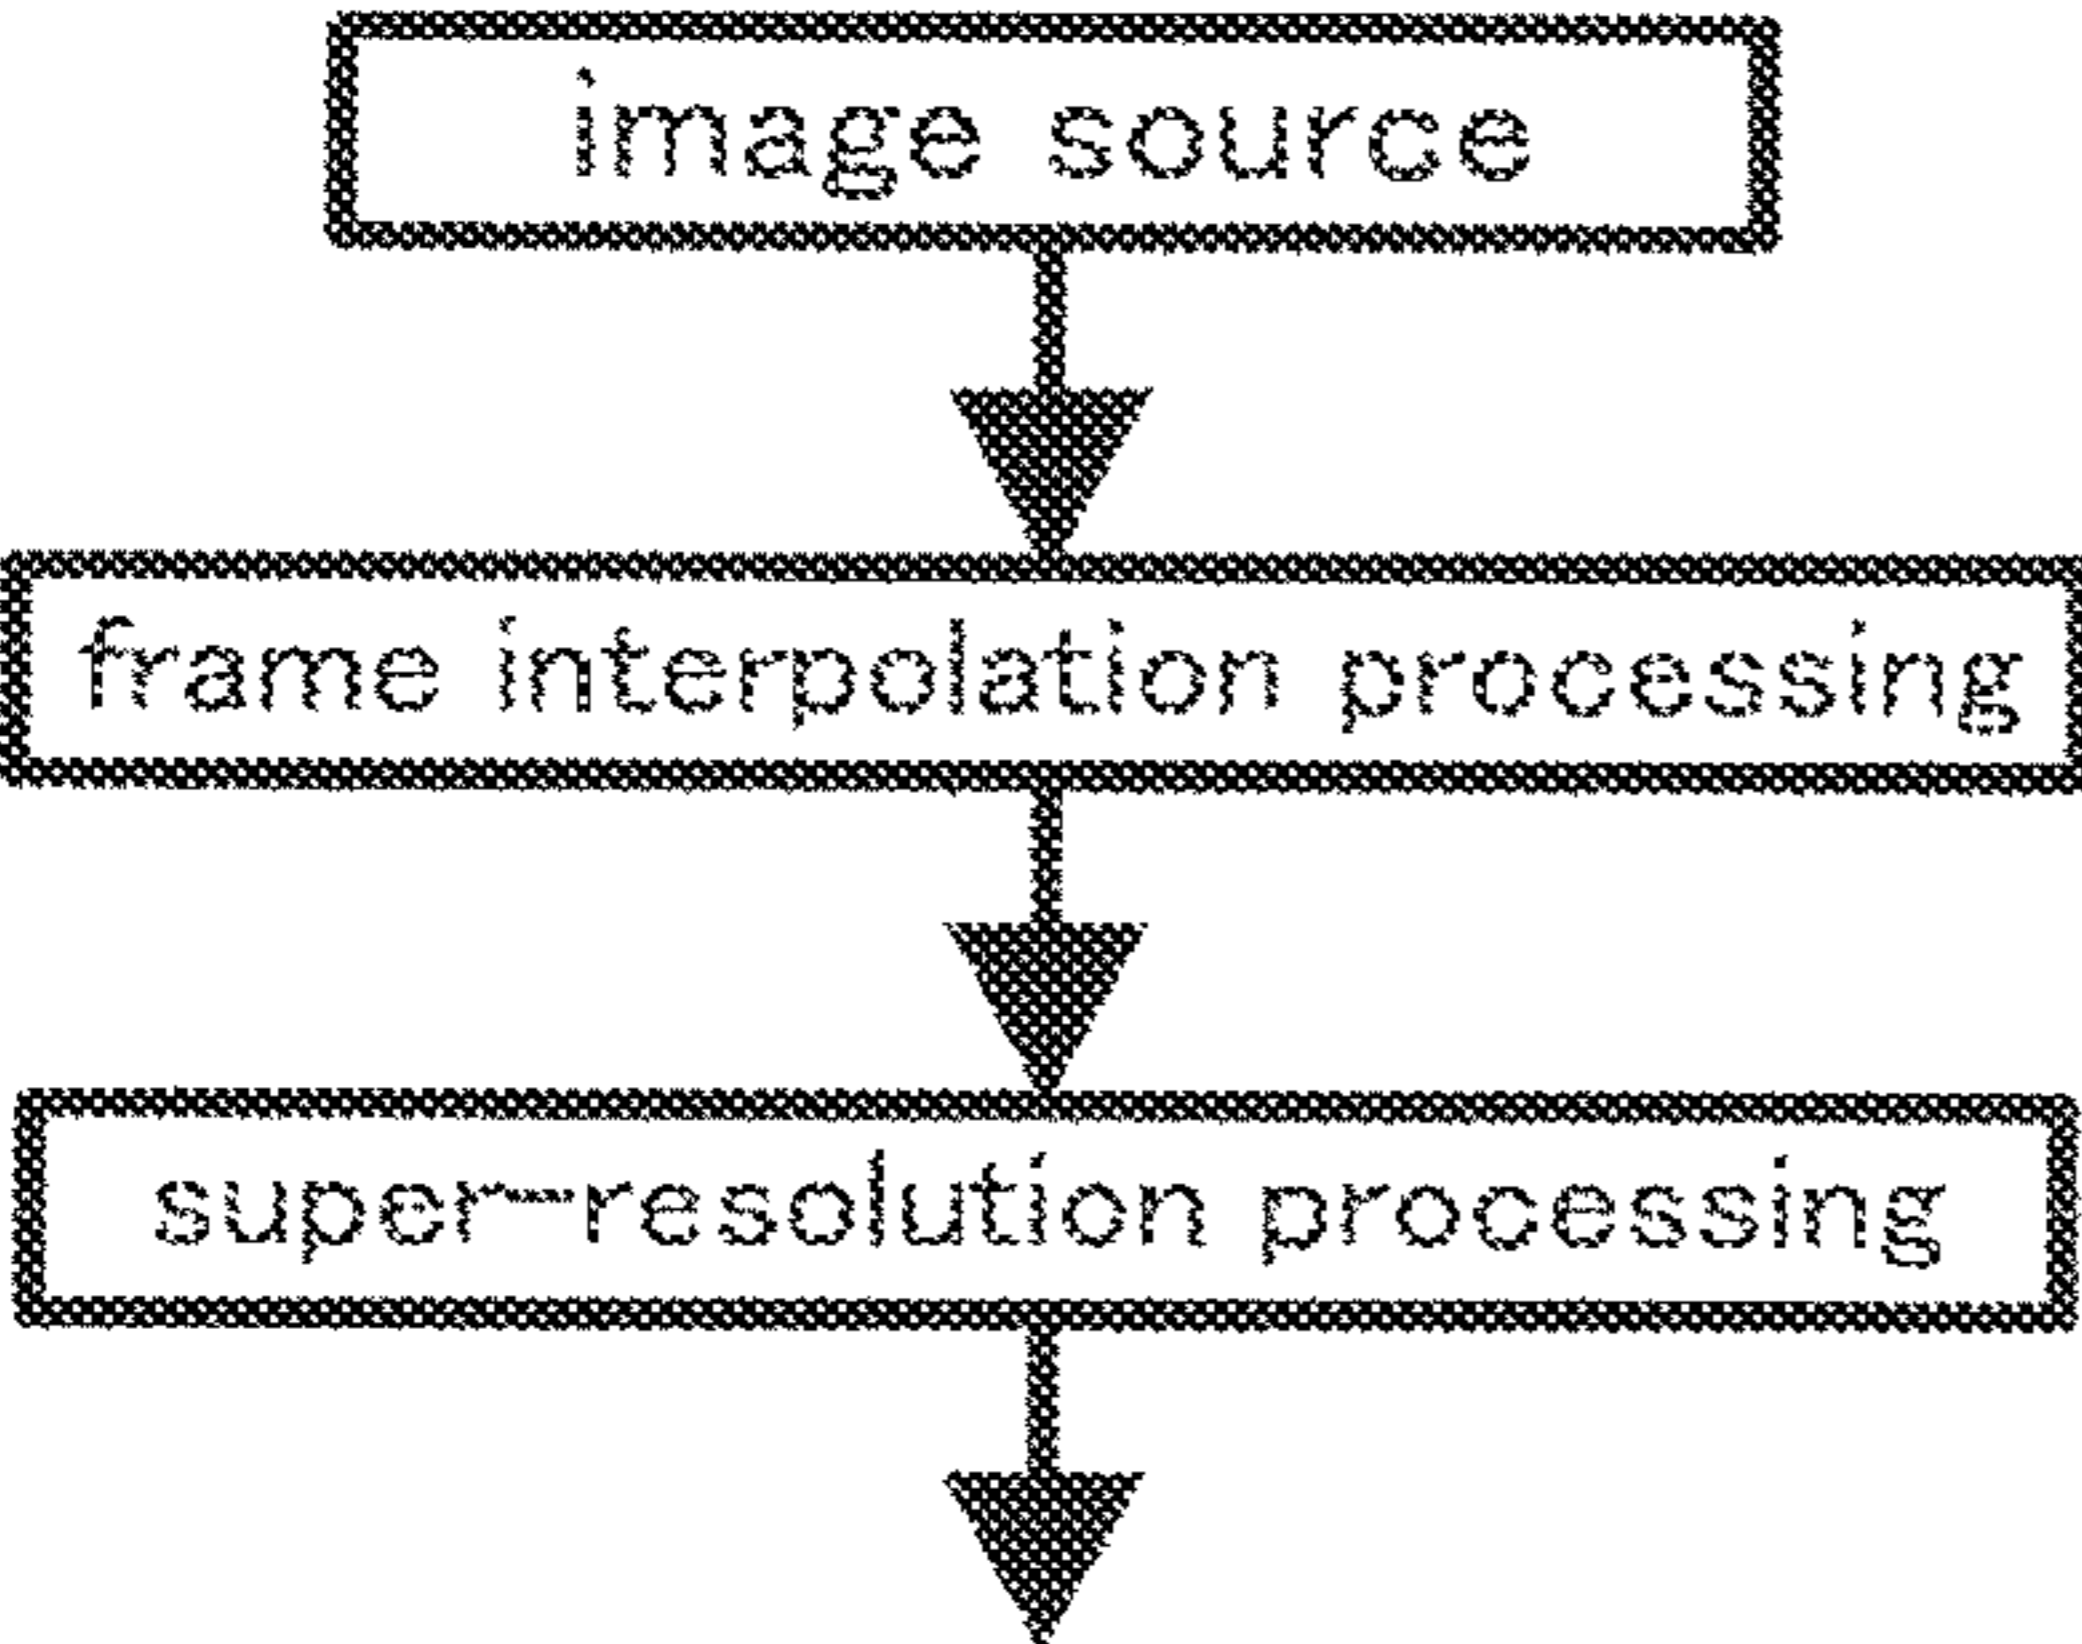 image source
frame interpolation processing
super-resolution processing